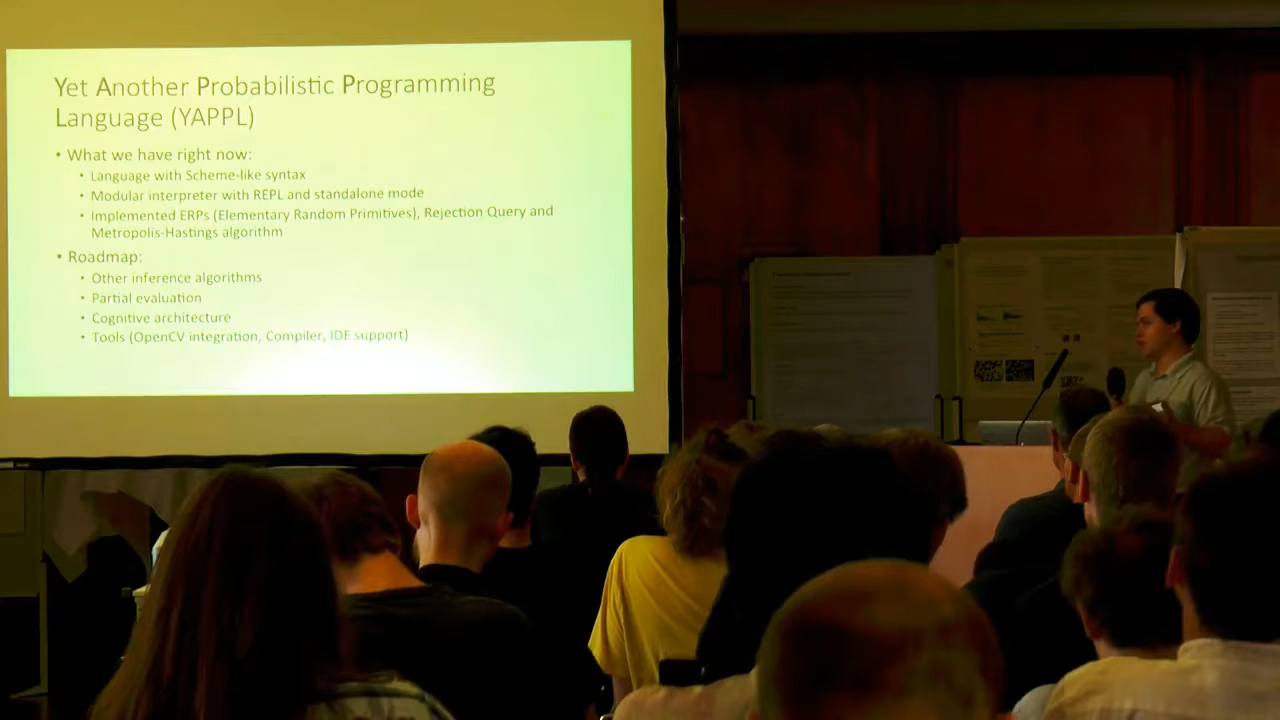 Yet Another Probabilistic Programming
Language (YAPPL)
• What we have right now:
• Language with Scheme-like syntax
• Modular interpreter with REPL and standalone mode
• Implemented ERPs (Elementary Random Primitives), Rejection Query and
Metropolis-Hastings algorithm
• Roadmap:
• Other inference algorithms
• Partial evaluation
• Cognitive architecture
• Tools (OpenCV integration, Compiler, IDE support)